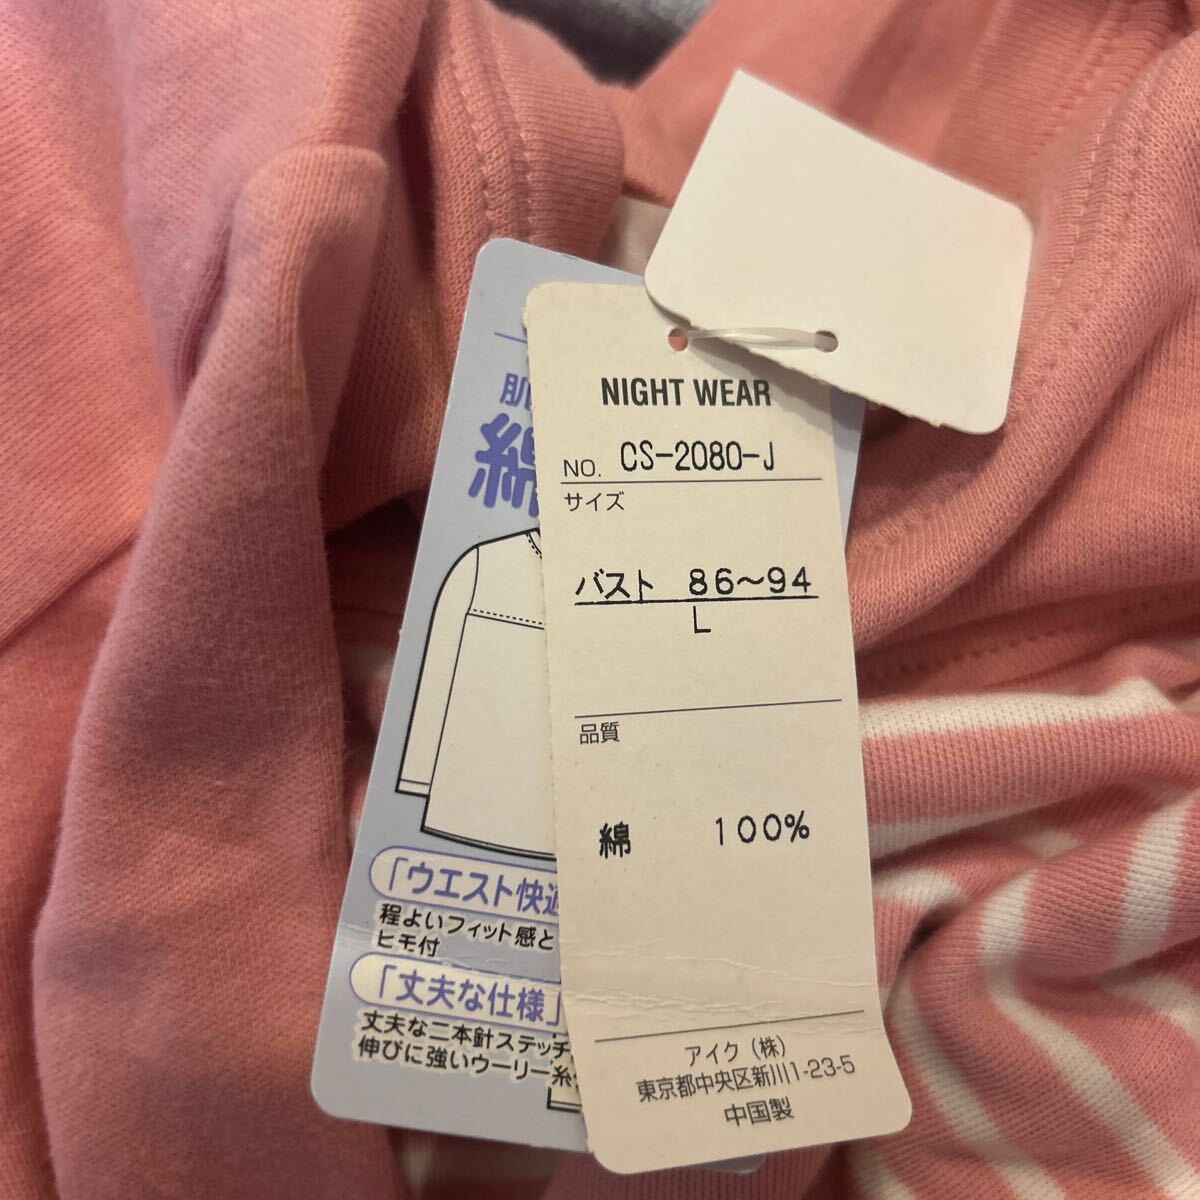 NIGHT WEAR
NO. CS-2080-J
サイズ
バスト 86～94
L
品質
綿 100%
アイク（株）
東京都中央区新川1-23-5
中国製
肌
綿
「ウエスト快適
程よいフィット感と
ヒモ付
「丈夫な仕様」
丈夫な二本針ステッチ
伸びに強いウーリー糸